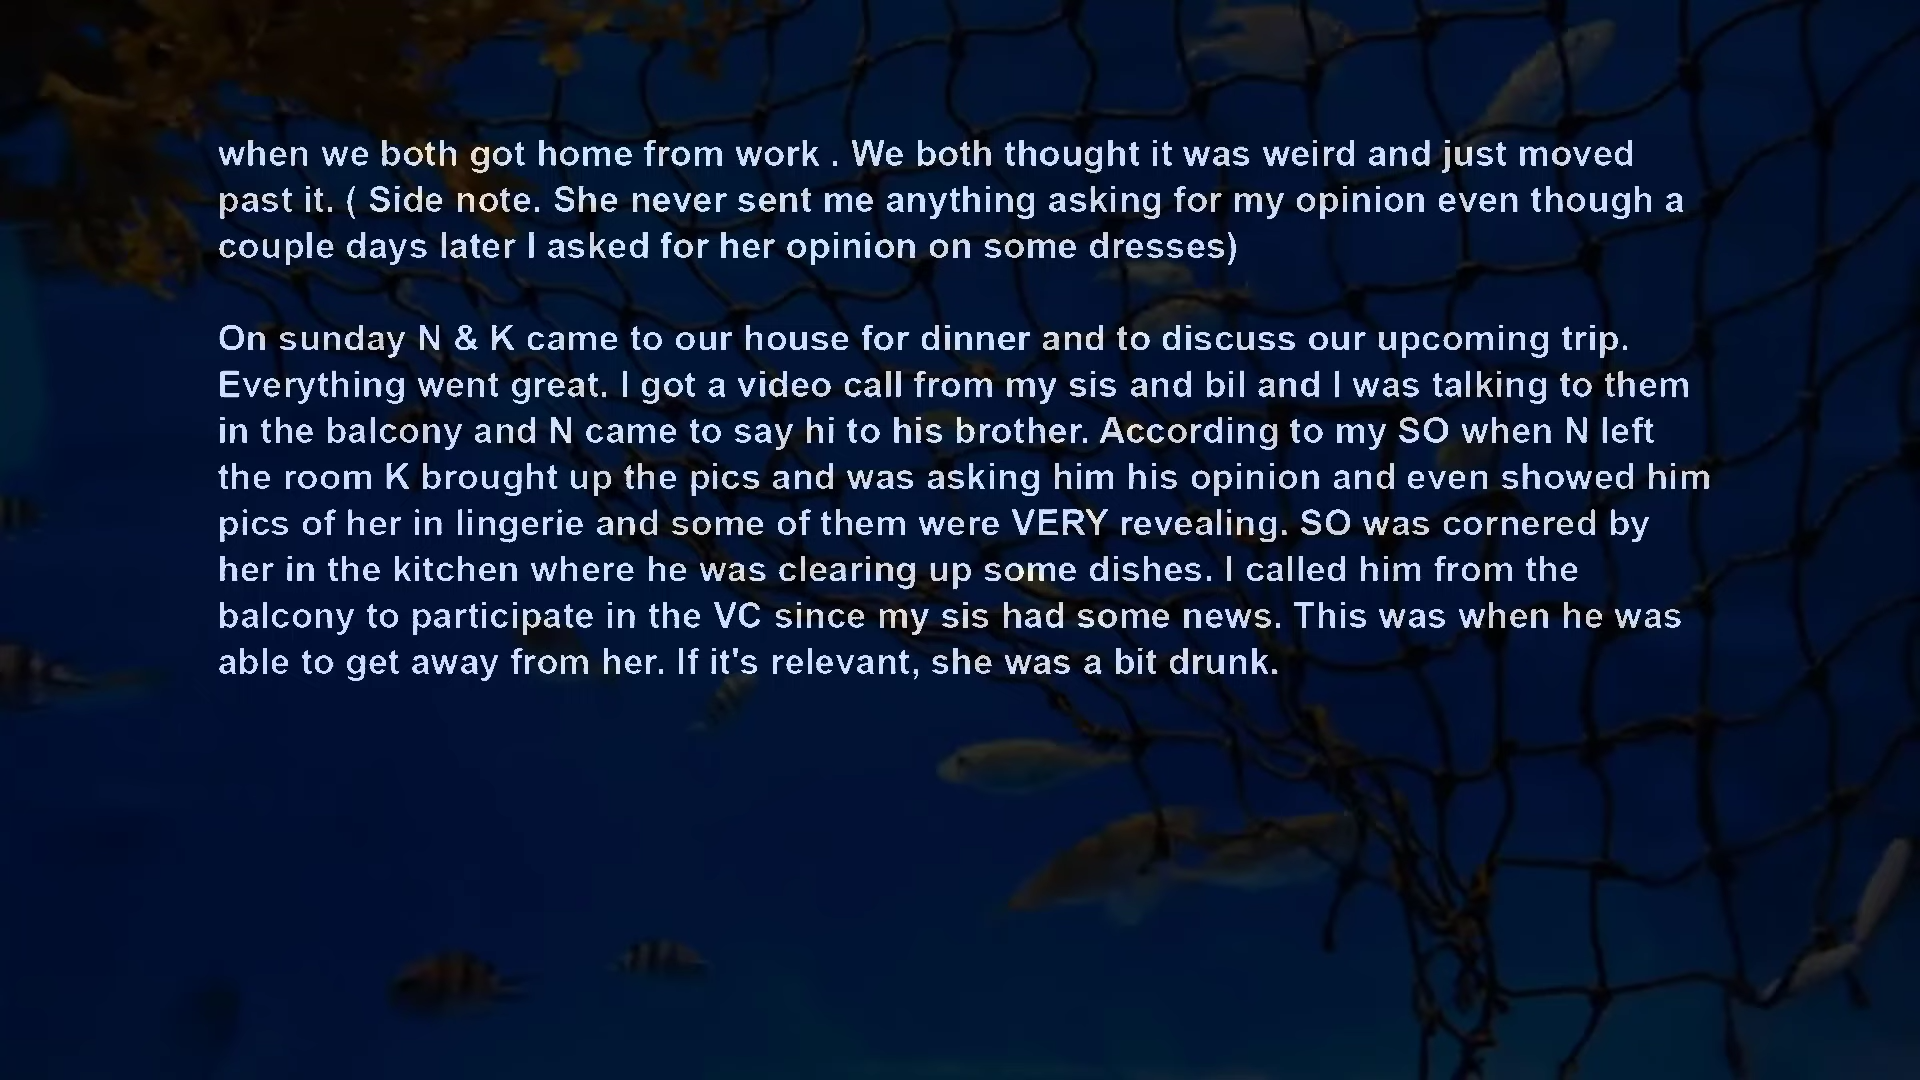 when we both got home from work . We both thought it was weird and just moved
past it. ( Side note. She never sent me anything asking for my opinion even though a
couple days later I asked for her opinion on some dresses)
On sunday N & K came to our house for dinner and to discuss our upcoming trip.
Everything went great. I got a video call from my sis and bil and I was talking to them
in the balcony and N came to say hi to his brother. According to my SO when N left
the room K brought up the pics and was asking him his opinion and even showed him
pics of her in lingerie and some of them were VERY revealing. SO was cornered by
her in the kitchen where he was clearing up some dishes. I called him from the
balcony to participate in the VC since my sis had some news. This was when he was
able to get away from her. If it's relevant, she was a bit drunk.